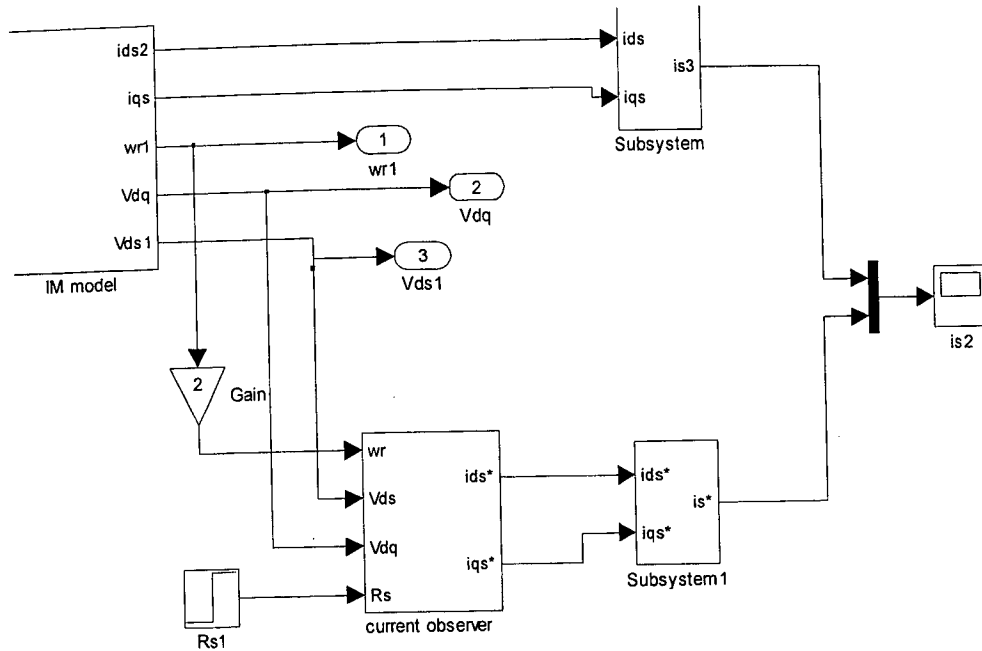 ids2
iqs
wr1
Vdq
Vds1
IM model
ids
iqs
is3
Subsystem
1
wr1
2
Vdq
3
Vds1
is2
2
Gain
wr
Vds
Vdq
Rs
ids*
iqs*
current observer
ids*
iqs*
is*
Subsystem1
Rs1